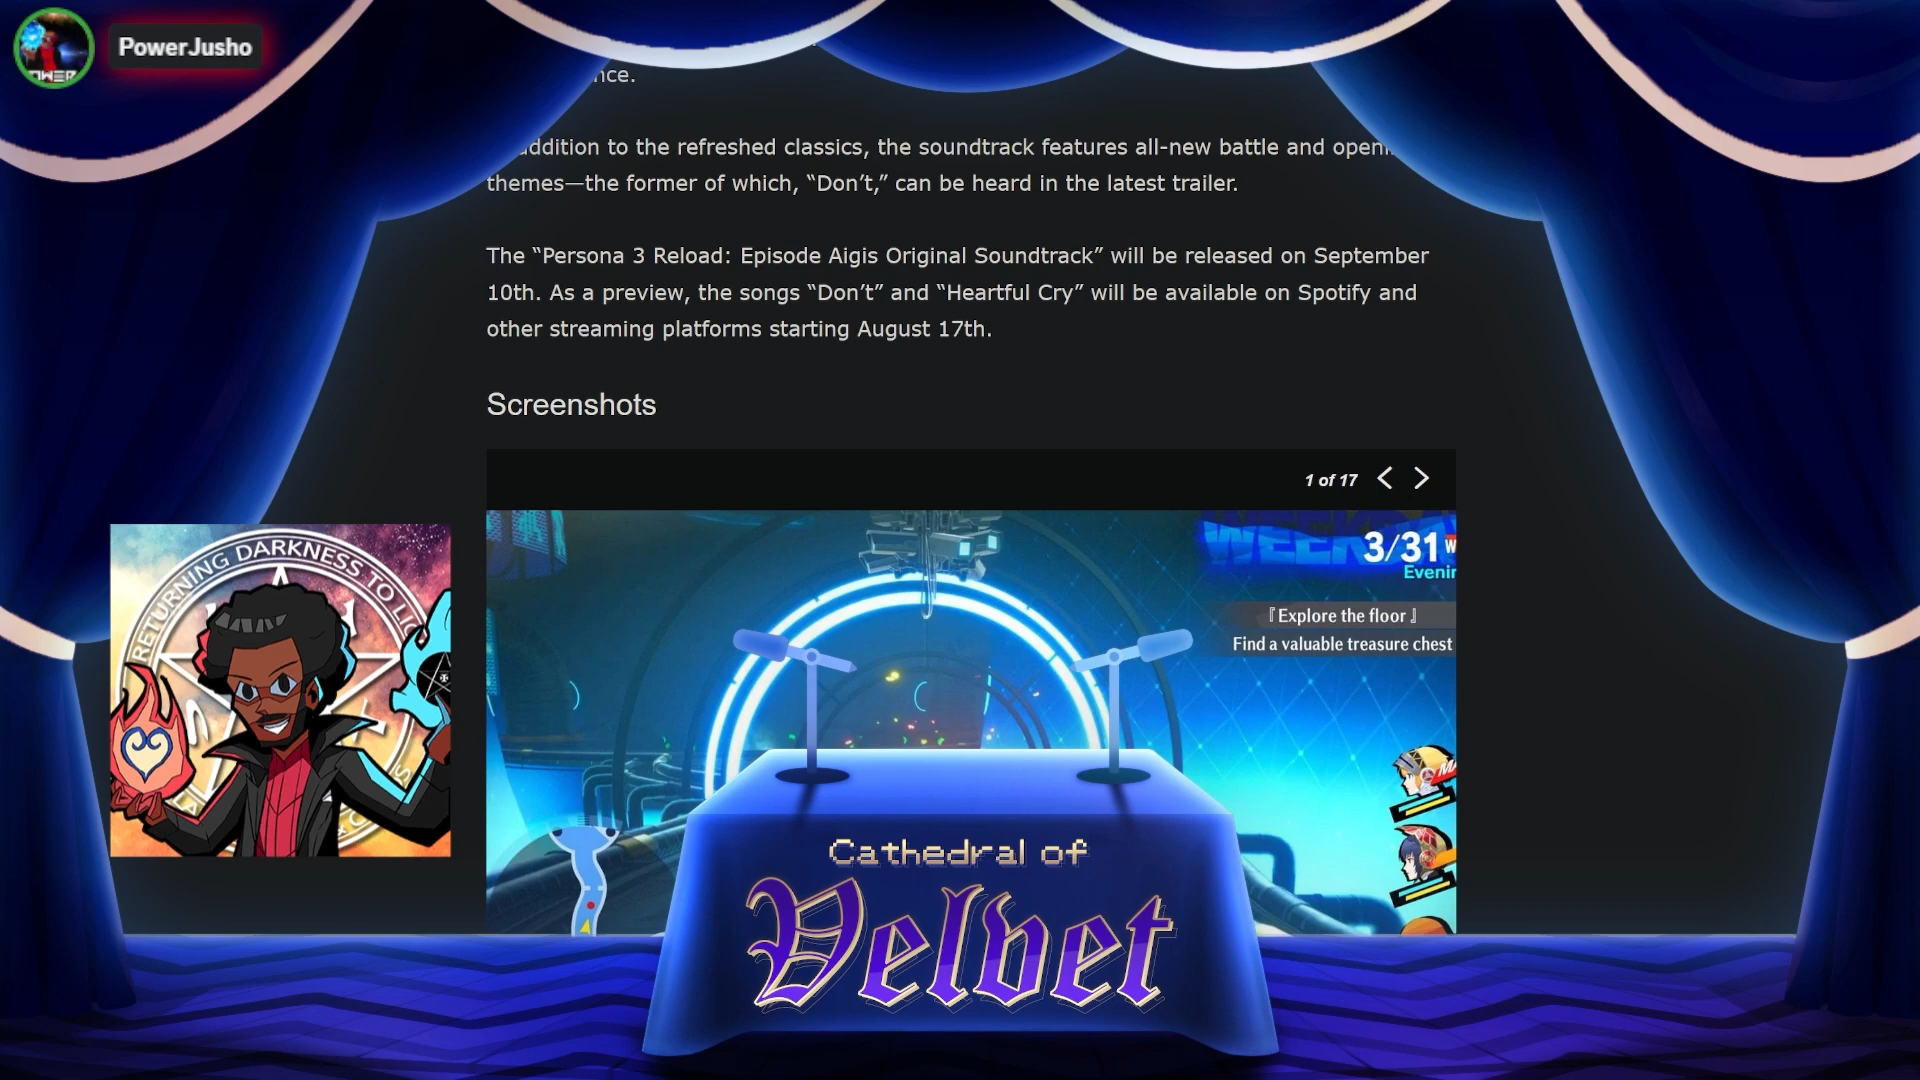 PowerJusho
nce.
ddition to the refreshed classics, the soundtrack features all-new battle and openi
themes—the former of which, “Don’t,” can be heard in the latest trailer.
The “Persona 3 Reload: Episode Aigis Original Soundtrack” will be released on September
10th. As a preview, the songs “Don’t” and “Heartful Cry” will be available on Spotify and
other streaming platforms starting August 17th.
Screenshots
1 of 17
RETURNING DARKNESS TO LIG
WEEK
3/31 W
Evenin
『Explore the floor』
Find a valuable treasure chest
Cathedral of
Velvet